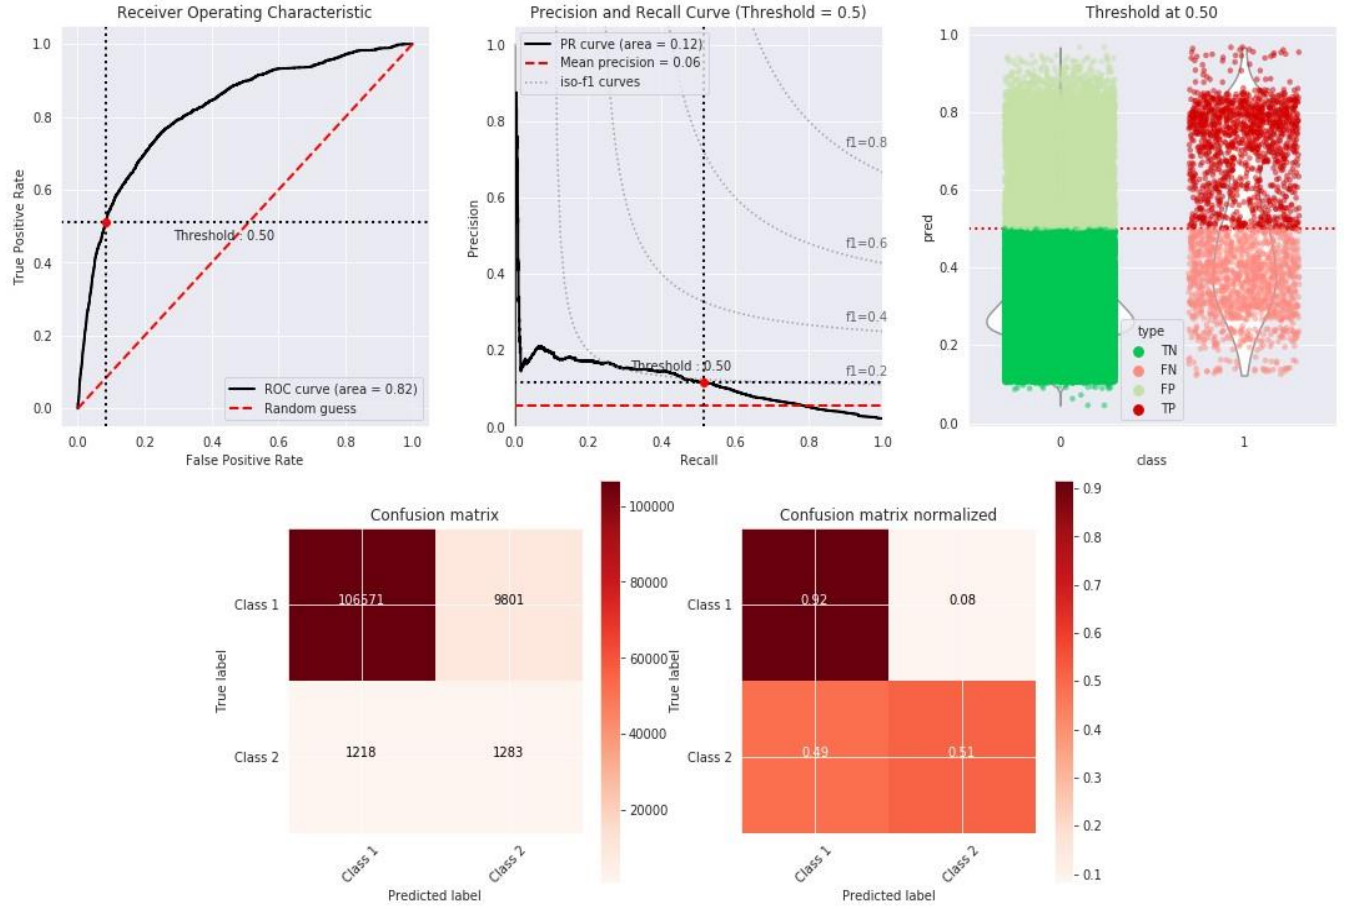 Receiver Operating Characteristic
1.0
0.8
0.6
0.4
0.2
0.0
True Positive Rate
Threshold : 0.50
ROC curve (area = 0.82)
Random guess
0.0 0.2 0.4 0.6 0.8 1.0
False Positive Rate
Precision and Recall Curve (Threshold = 0.5)
PR curve (area = 0.12)
Mean precision = 0.06
iso-f1 curves
1.0
0.8
0.6
0.4
0.2
0.0
Precision
f1=0.8
f1=0.6
f1=0.4
f1=0.2
Threshold : 0.50
0.0 0.2 0.4 0.6 0.8 1.0
Recall
Threshold at 0.50
1.0
0.8
0.6
0.4
0.2
0.0
pred
type
TN
FN
FP
TP
0 1
class
Confusion matrix
Class 1
106571 9801
Class 2
1218 1283
True label
Class 1 Class 2
Predicted label
100000
80000
60000
40000
20000
Confusion matrix normalized
Class 1
0.92 0.08
Class 2
0.49 0.51
True label
Class 1 Class 2
Predicted label
0.9
0.8
0.7
0.6
0.5
0.4
0.3
0.2
0.1